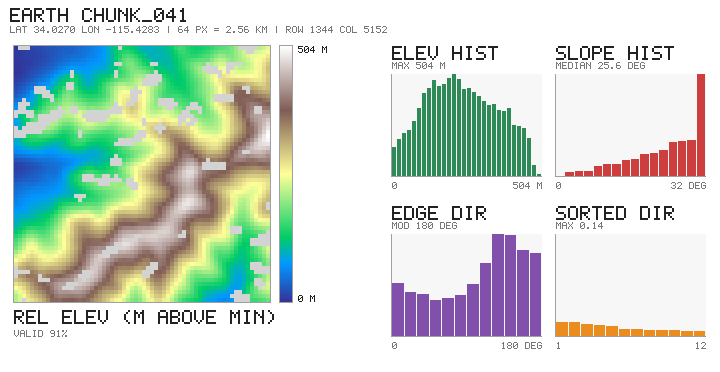 EARTH CHUNK_041
LAT 34.0270 LON -115.4283 | 64 PX = 2.56 KM | ROW 1344 COL 5152
504 M
0 M
REL ELEV (M ABOVE MIN)
VALID 91%
ELEV HIST
MAX 504 M
0 504 M
SLOPE HIST
MEDIAN 25.6 DEG
0 32 DEG
EDGE DIR
MOD 180 DEG
0 180 DEG
SORTED DIR
MAX 0.14
1 12